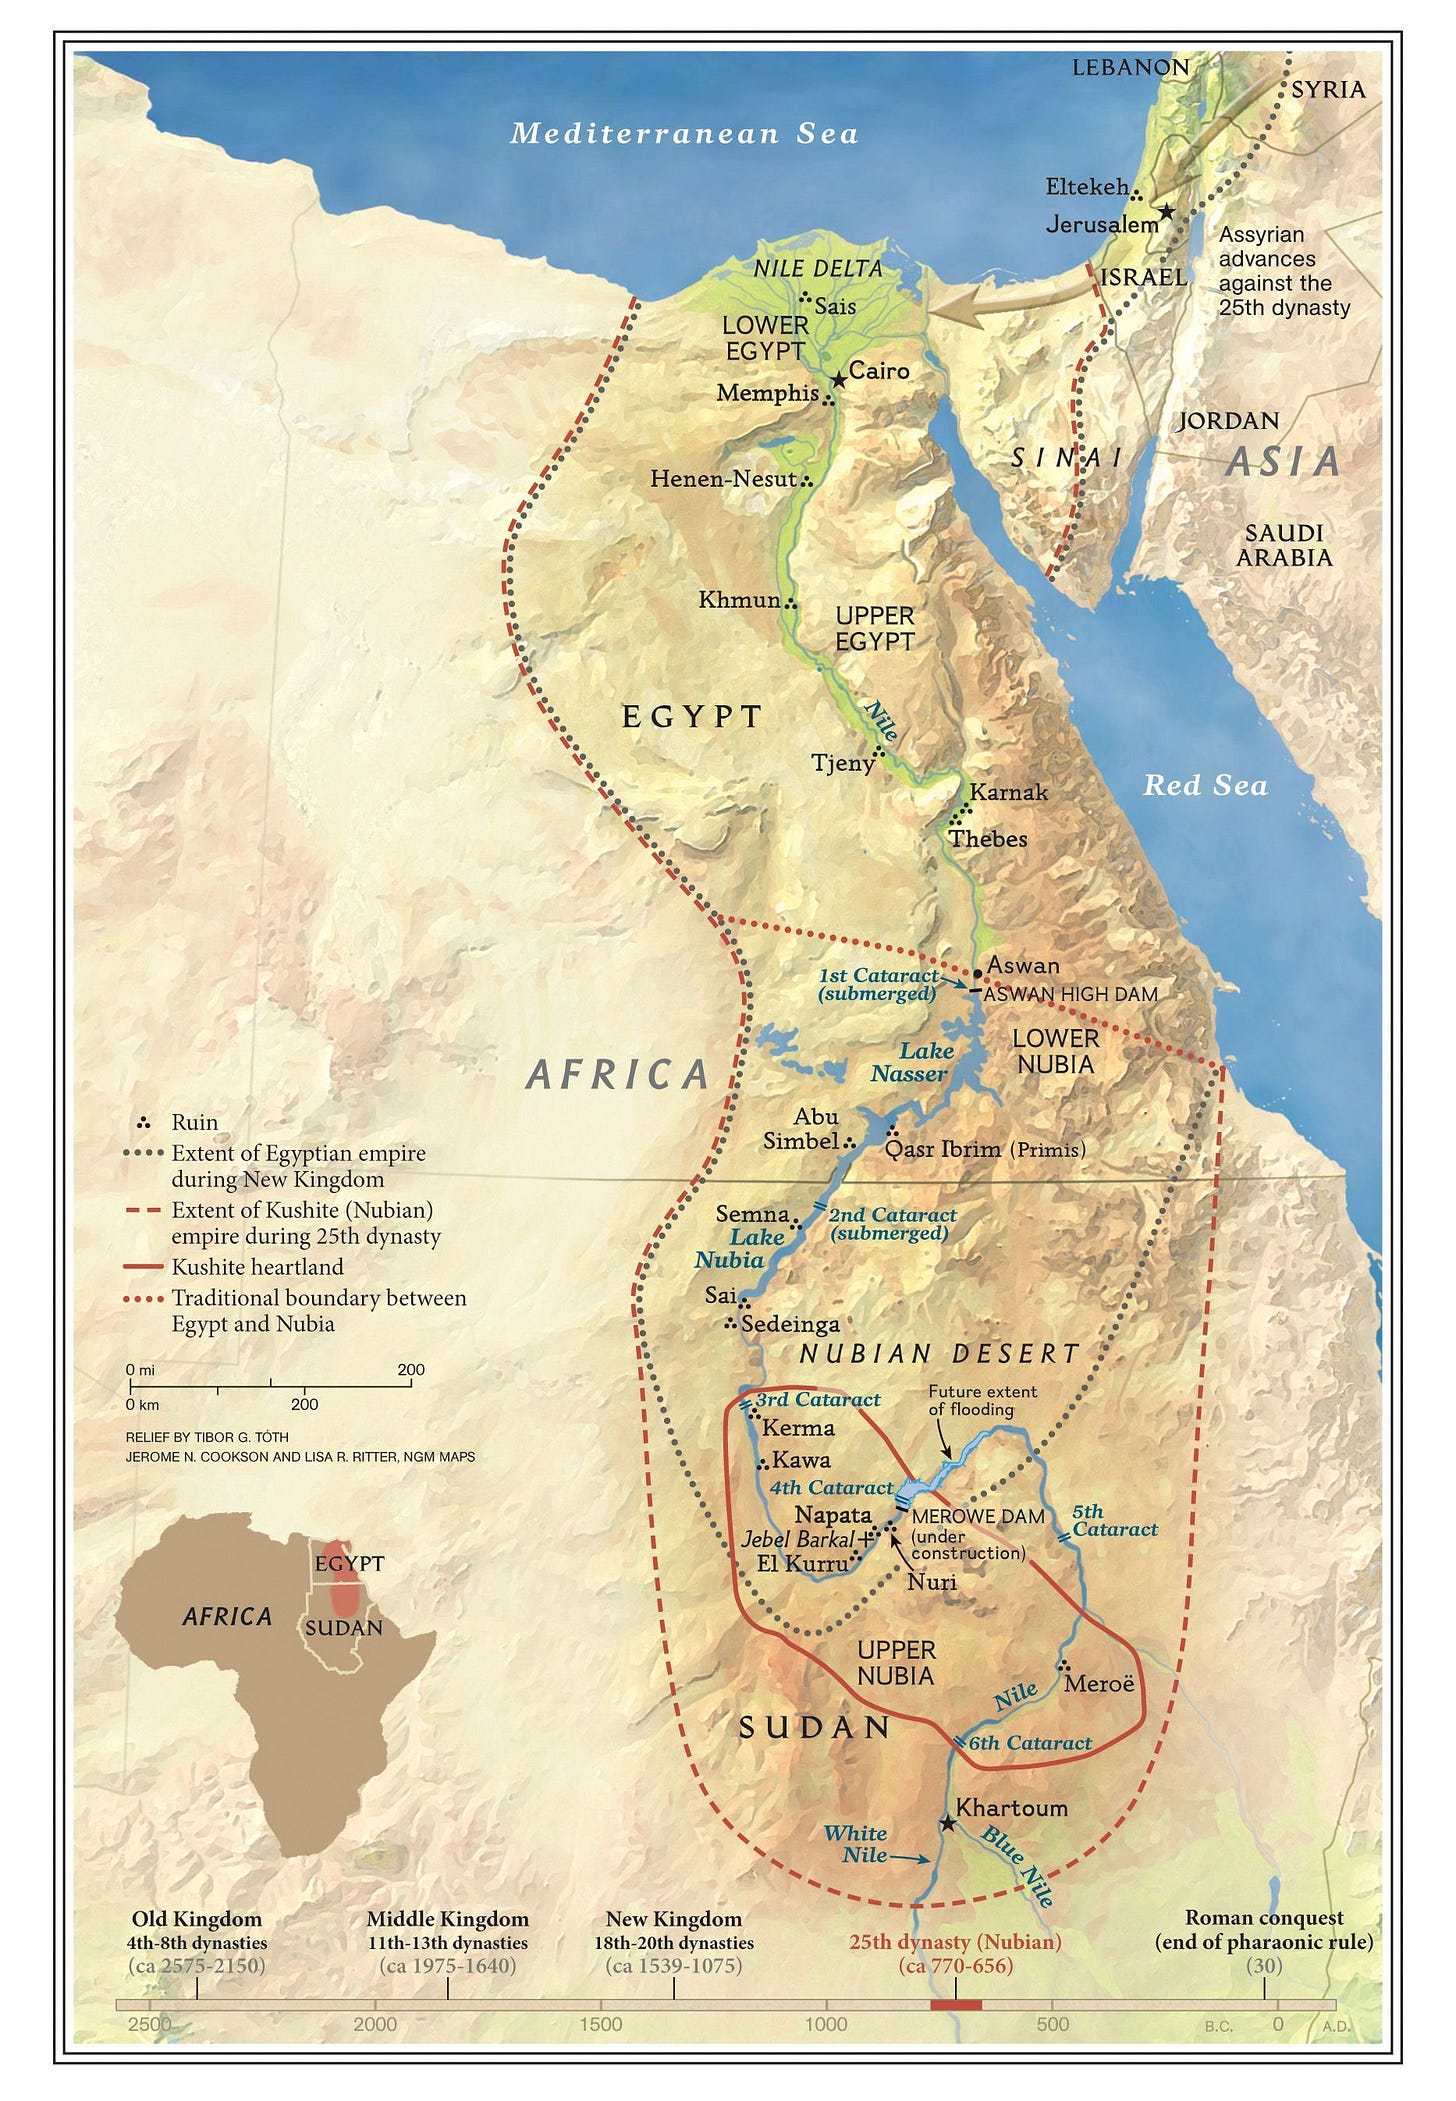 LEBANON
SYRIA
Mediterranean Sea
Eltekeh
Jerusalem
Assyrian
advances
against the
25th dynasty
ISRAEL
NILE DELTA
Sais
LOWER
EGYPT
Cairo
Memphis
JORDAN
SINAI
ASIA
Henen-Nesut
SAUDI
ARABIA
Khmun
UPPER
EGYPT
EGYPT
Nile
Tjeny
Karnak
Thebes
Red Sea
Aswan
1st Cataract
(submerged)
ASWAN HIGH DAM
LOWER
NUBIA
Lake
Nasser
AFRICA
Abu
Simbel
Qasr Ibrim (Primis)
Semna
2nd Cataract
(submerged)
Lake
Nubia
Sai
Sedeinga
NUBIAN DESERT
3rd Cataract
Future extent
of flooding
Kerma
Kawa
4th Cataract
Napata
MEROWE DAM
(under
construction)
Jebel Barkal
El Kurru
Nuri
5th
Cataract
UPPER
NUBIA
Meroë
Nile
SUDAN
6th Cataract
Khartoum
White
Nile
Blue Nile
Ruin
Extent of Egyptian empire
during New Kingdom
Extent of Kushite (Nubian)
empire during 25th dynasty
Kushite heartland
Traditional boundary between
Egypt and Nubia
0 mi 200
0 km 200
RELIEF BY TIBOR G. TÓTH
JEROME N. COOKSON AND LISA R. RITTER, NGM MAPS
EGYPT
AFRICA
SUDAN
Old Kingdom
4th-8th dynasties
(ca 2575-2150)
Middle Kingdom
11th-13th dynasties
(ca 1975-1640)
New Kingdom
18th-20th dynasties
(ca 1539-1075)
25th dynasty (Nubian)
(ca 770-656)
Roman conquest
(end of pharaonic rule)
(30)
2500 2000 1500 1000 500 B.C. 0 A.D.